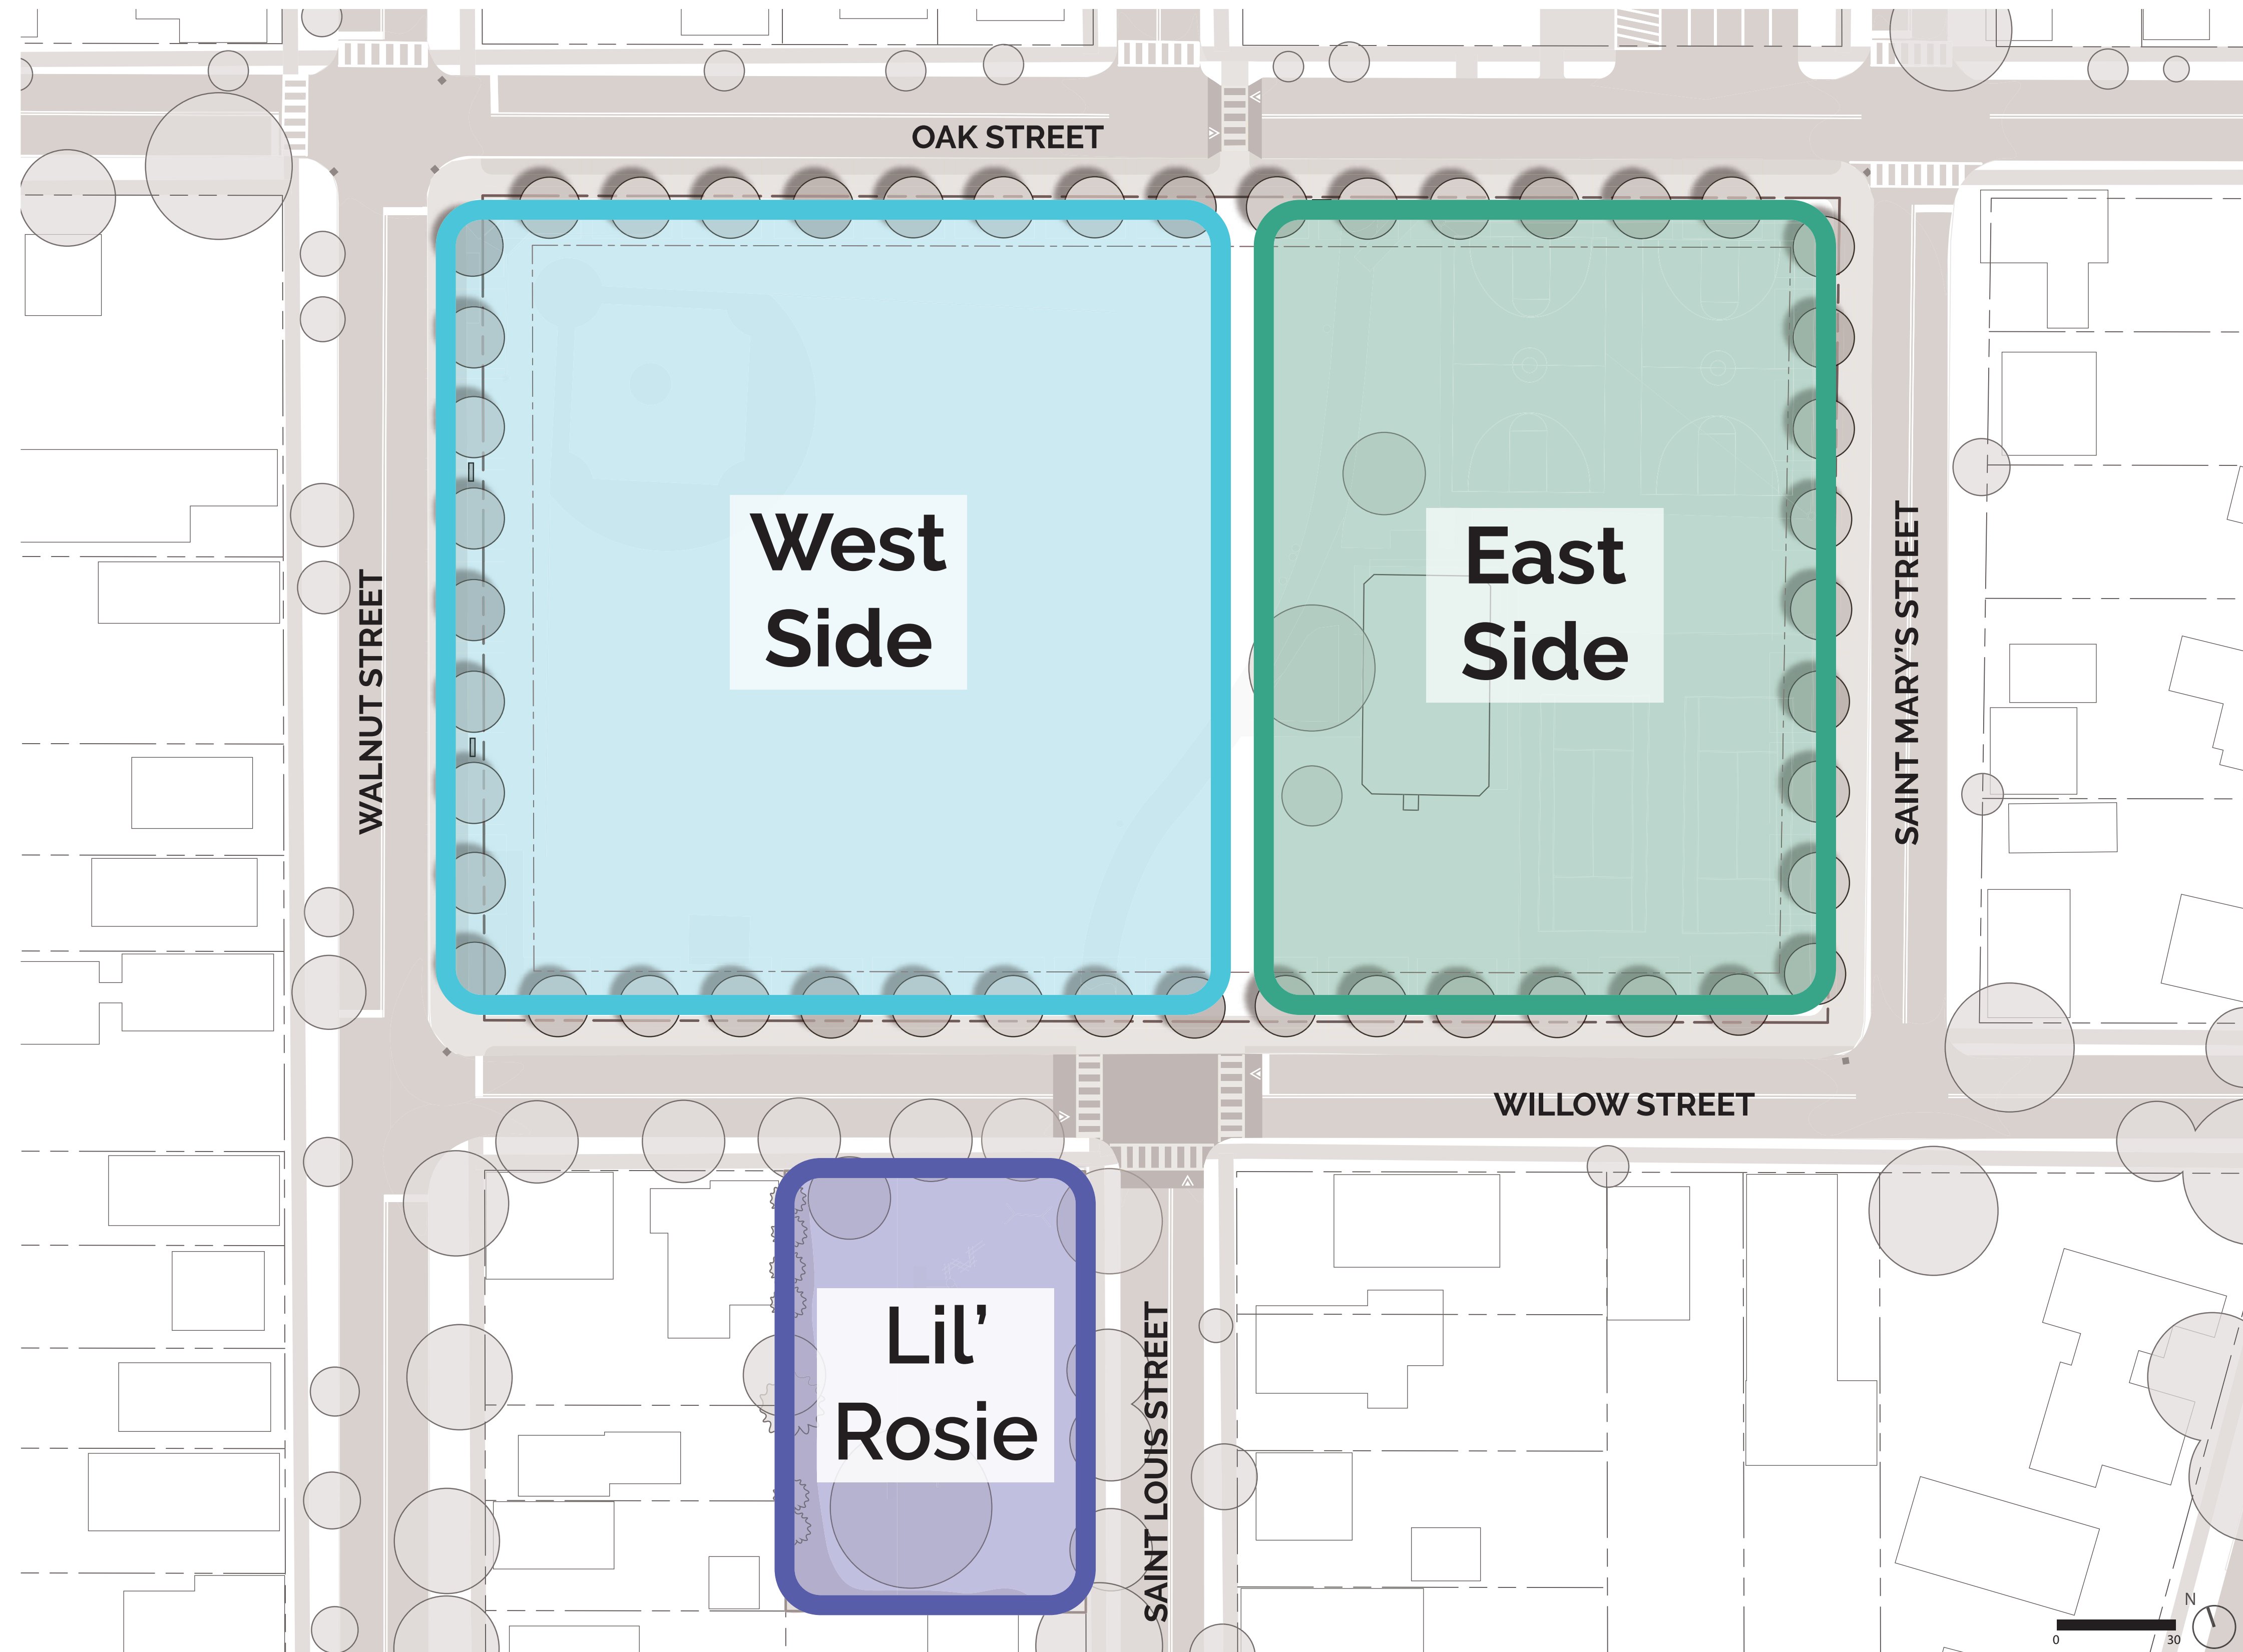 OAK STREET
West
Side
East
Side
WALNUT STREET
SAINT MARY'S STREET
WILLOW STREET
Lil’
Rosie
SAINT LOUIS STREET
N
0
30